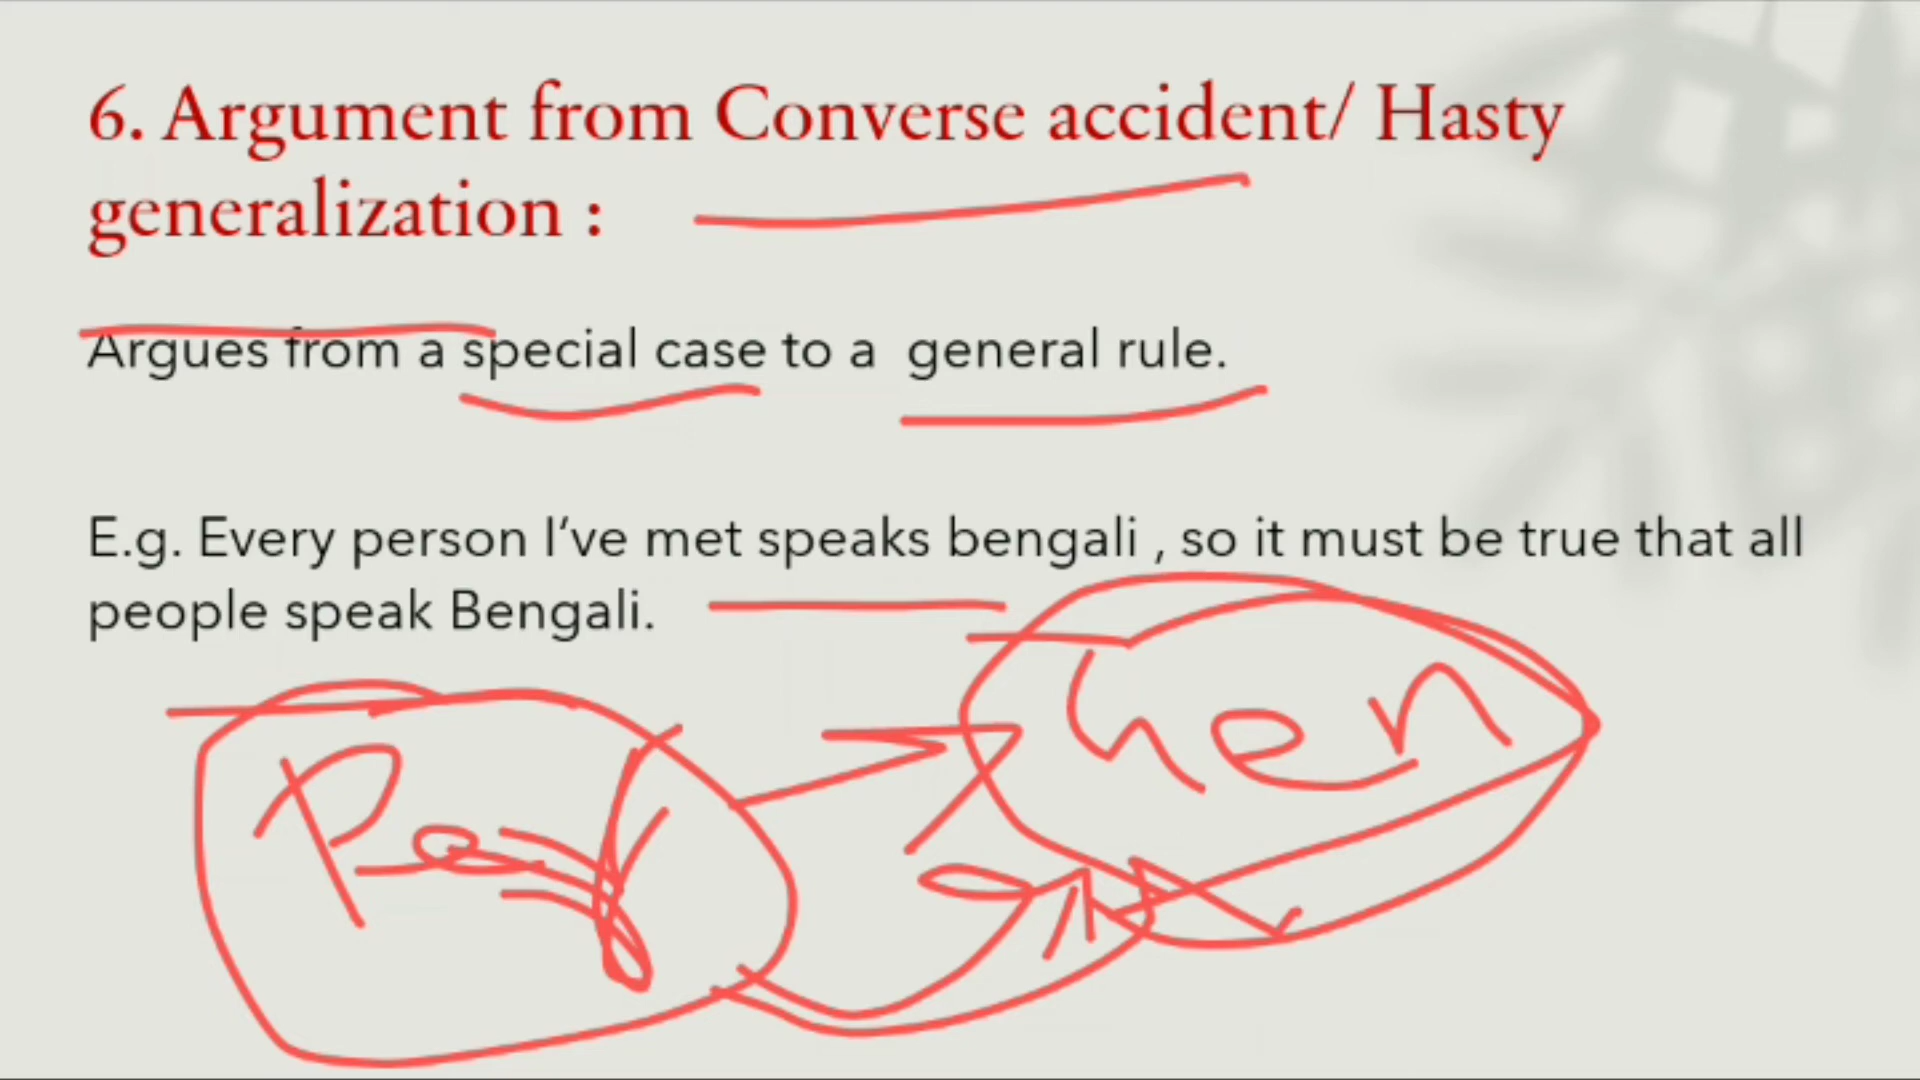 6. Argument from Converse accident/ Hasty
generalization :
Argues from a special case to a general rule.
E.g. Every person I’ve met speaks bengali , so it must be true that all
people speak Bengali.